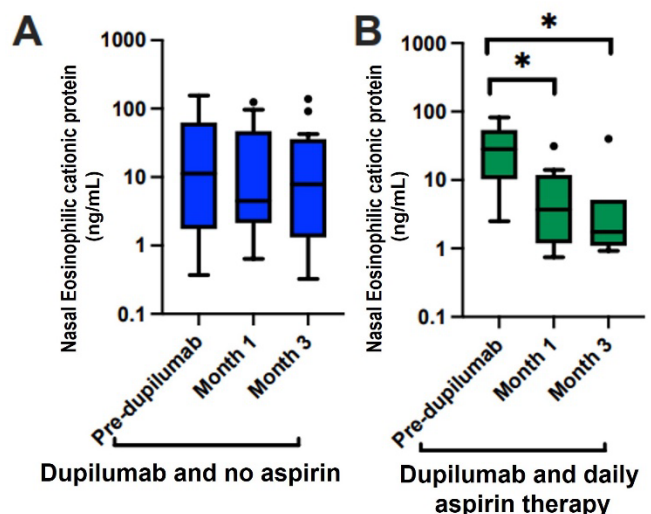 A
Nasal Eosinophilic cationic protein
(ng/mL)
1000
100
10
1
0.1
Pre-dupilumab
Month 1
Month 3
Dupilumab and no aspirin
B
Nasal Eosinophilic cationic protein
(ng/mL)
1000
100
10
1
0.1
*
*
Pre-dupilumab
Month 1
Month 3
Dupilumab and daily
aspirin therapy